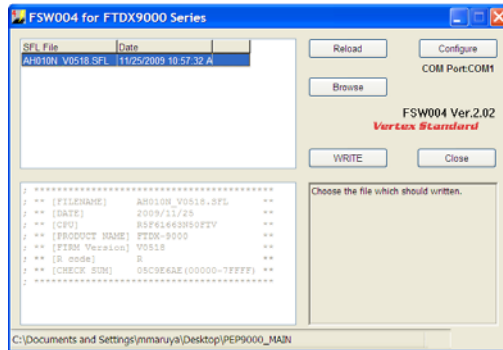 FSW004 for FTDX9000 Series
SFL File Date
AH010N_V0518.SFL 11/25/2009 10:57:32 A
Reload
Configure
COM Port:COM1
Browse
FSW004 Ver.2.02
Vertex Standard
WRITE
Close
; ****************************************
; ** [FILENAME] AH010N_V0518.SFL **
; ** [DATE] 2009/11/25 **
; ** [CPU] R5F61663N50FTV **
; ** [PRODUCT NAME] FTDX-9000 **
; ** [FIRM Version] V0518 **
; ** [R code] R **
; ** [CHECK SUM] 05C9E6AE(00000-7FFFF) **
; ****************************************
Choose the file which should written.
C:\Documents and Settings\mmaruya\Desktop\PEP9000_MAIN